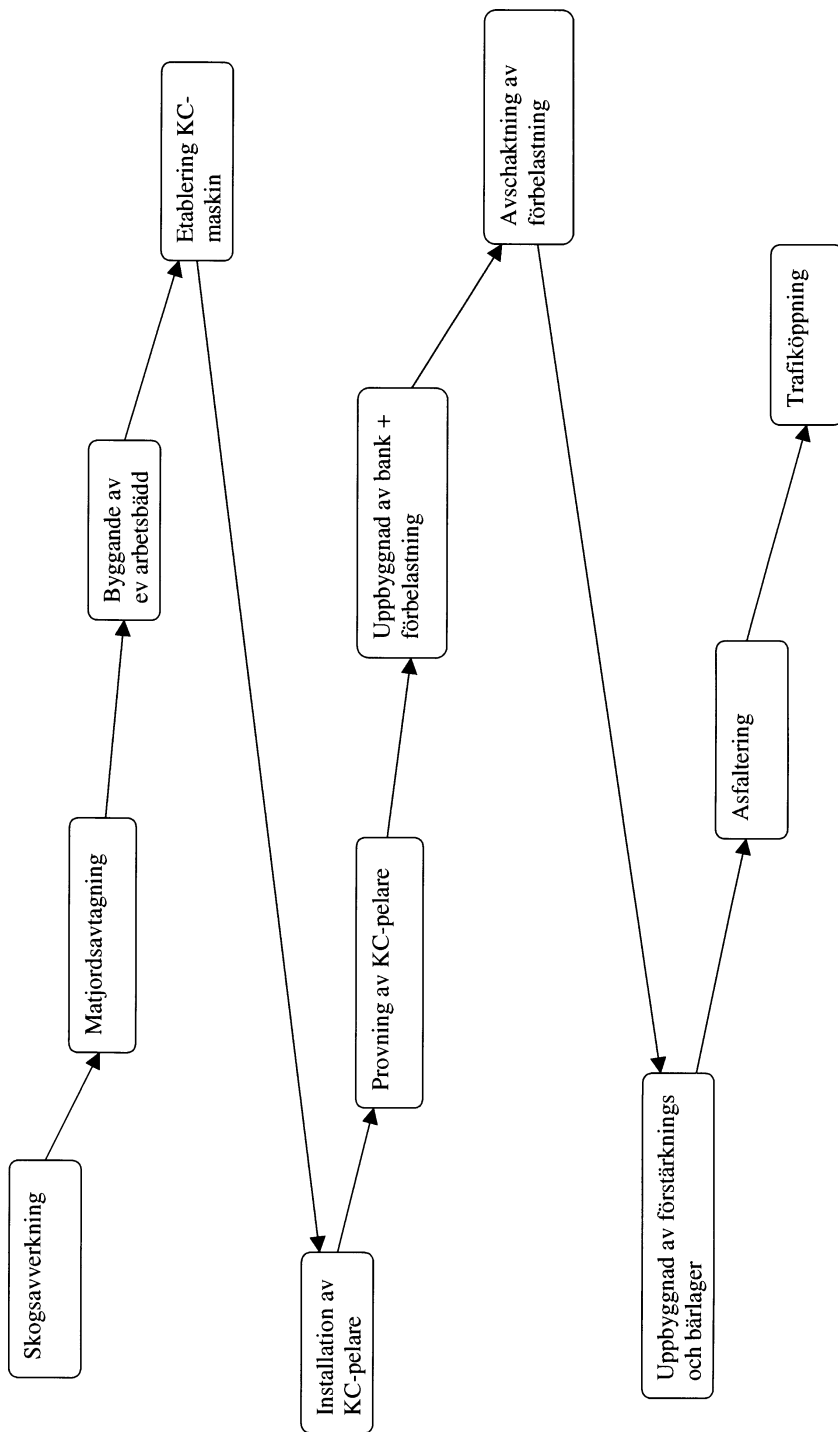 Skogsavverkning
Matjordsavtagning
Byggande av
ev arbetsbädd
Etablering KC-
maskin
Installation av
KC-pelare
Provning av KC-pelare
Uppbyggnad av bank +
förbelastning
Avschaktning av
förbelastning
Uppbyggnad av förstärknings
och bärlager
Asfaltering
Trafiköppning